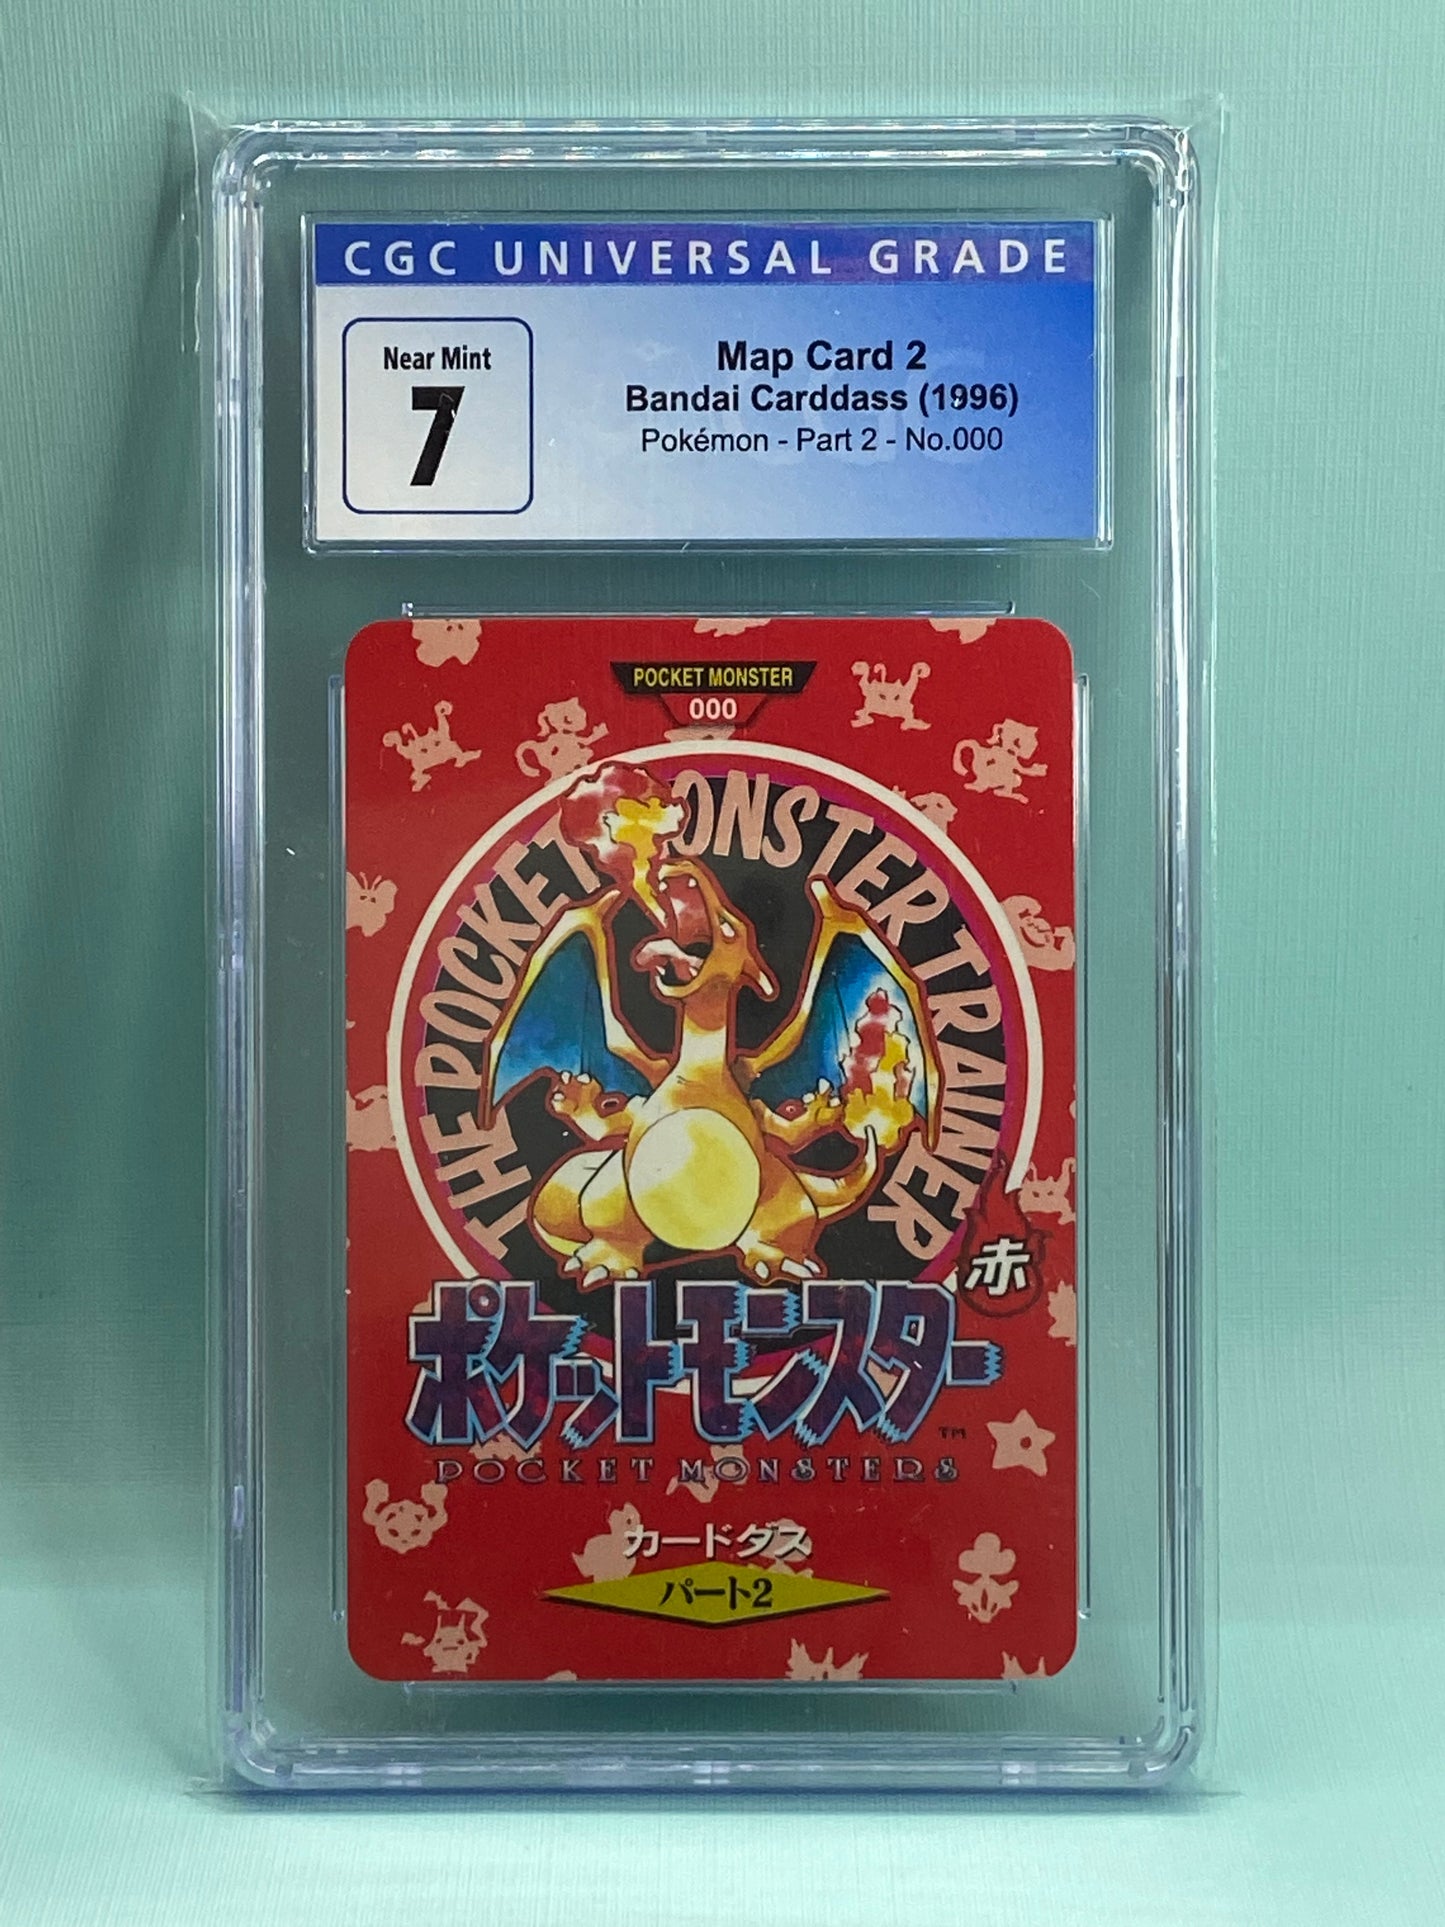 CGC UNIVERSAL GRADE
Near Mint
7
Map Card 2
Bandai Carddass (1996)
Pokémon - Part 2 - No.000
POCKET MONSTER
000
THE POCKET MONSTER TRAINER
赤
ポケットモンスター
TM
POCKET MONSTERS
カードダス
パート2